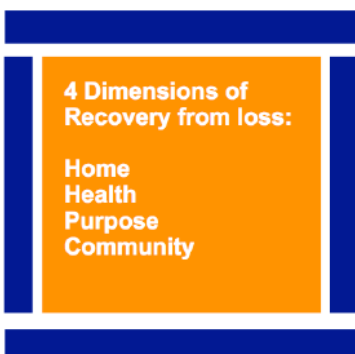 4 Dimensions of
Recovery from loss:
Home
Health
Purpose
Community